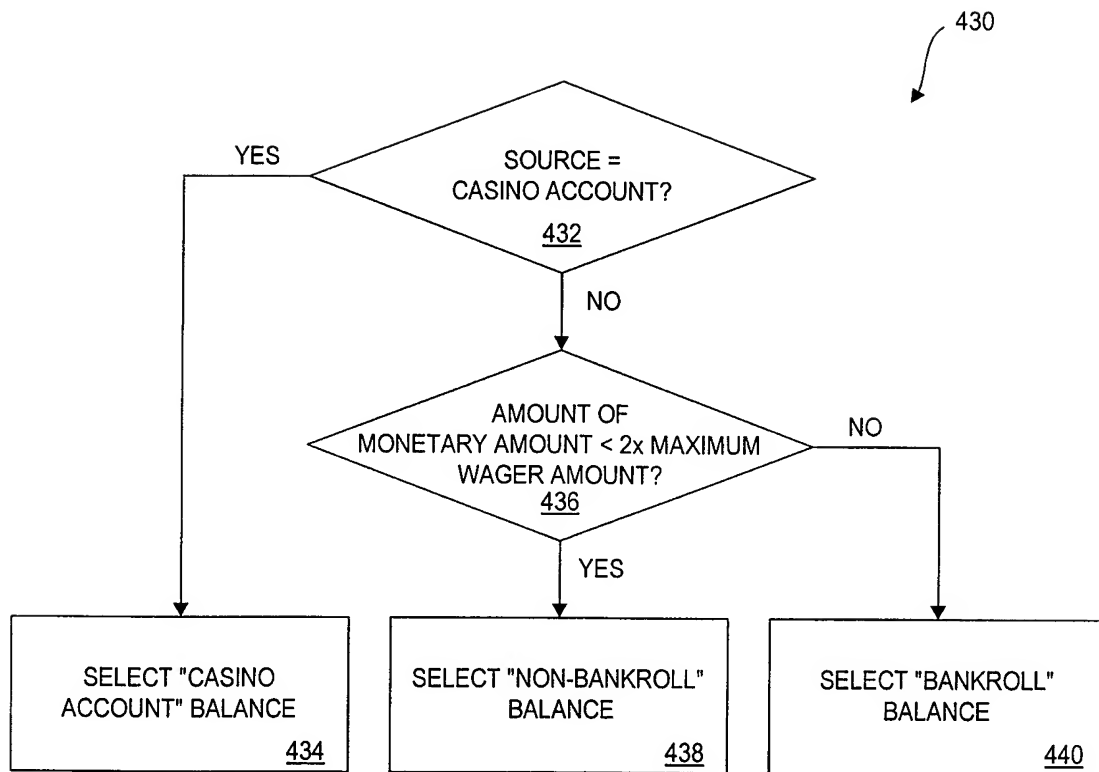 430
YES
SOURCE =
CASINO ACCOUNT?
432
NO
AMOUNT OF
MONETARY AMOUNT < 2x MAXIMUM
WAGER AMOUNT?
436
NO
YES
SELECT "CASINO
ACCOUNT" BALANCE
434
SELECT "NON-BANKROLL"
BALANCE
438
SELECT "BANKROLL"
BALANCE
440